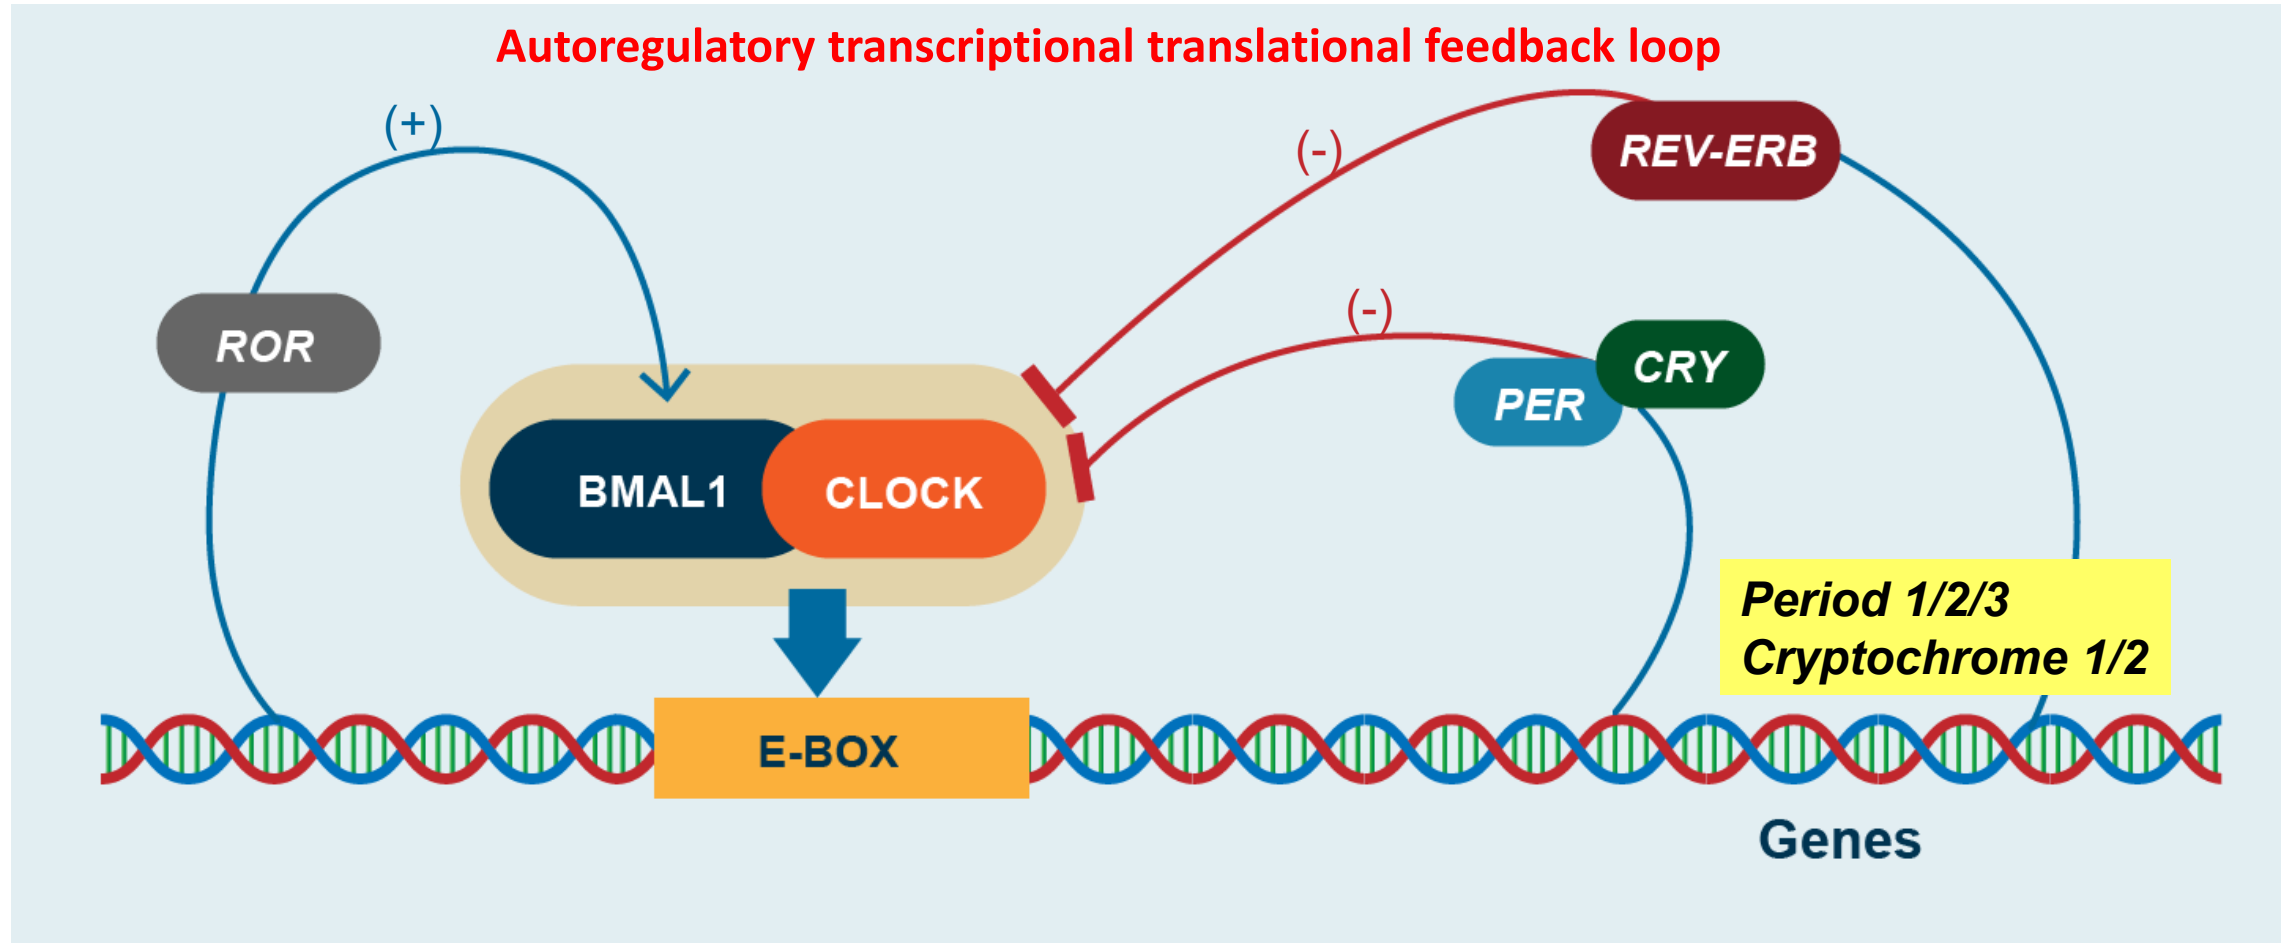 Autoregulatory transcriptional translational feedback loop
(+)
(-)
REV-ERB
(-)
ROR
CRY
PER
BMAL1
CLOCK
Period 1/2/3
Cryptochrome 1/2
E-BOX
Genes